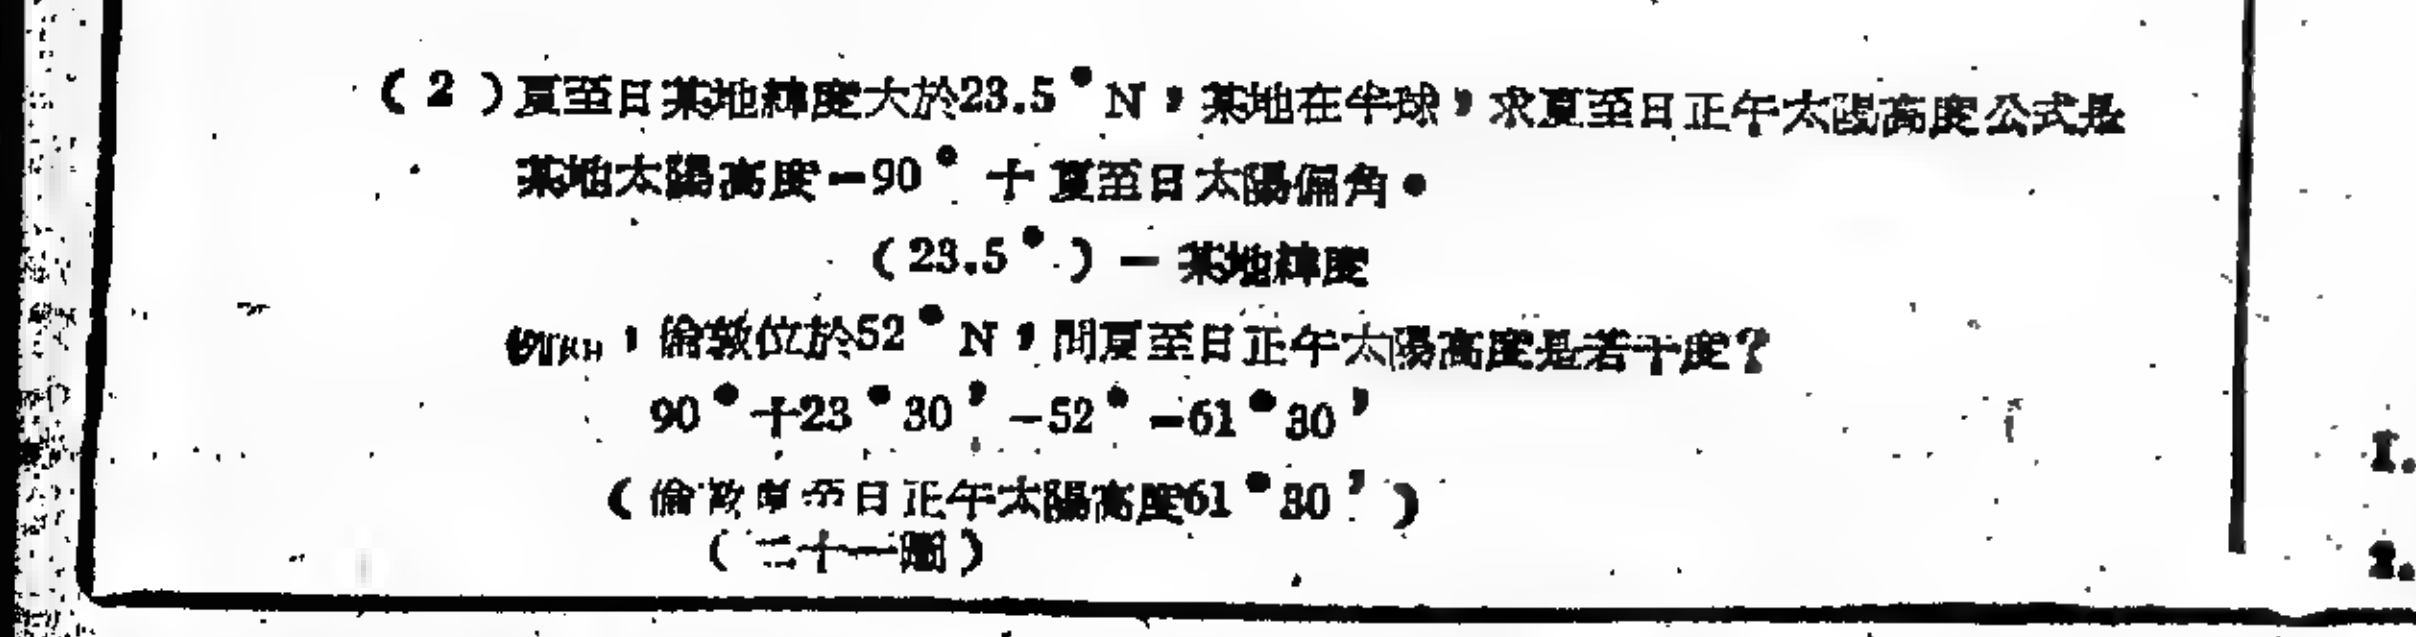 (2)夏至日某地緯度大於23.5°N，某地在半球，求夏至日正午太陽高度公式是
某地太陽高度=90°十夏至日太陽偏角。
(23.5°)-某地緯度
例如，倫敦位於52°N，問夏至日正午太陽高度是若干度？
90°十23°30'-52°=61°30'
(倫敦夏至日正午太陽高度61°30')
(二十一圖)
1.
2.